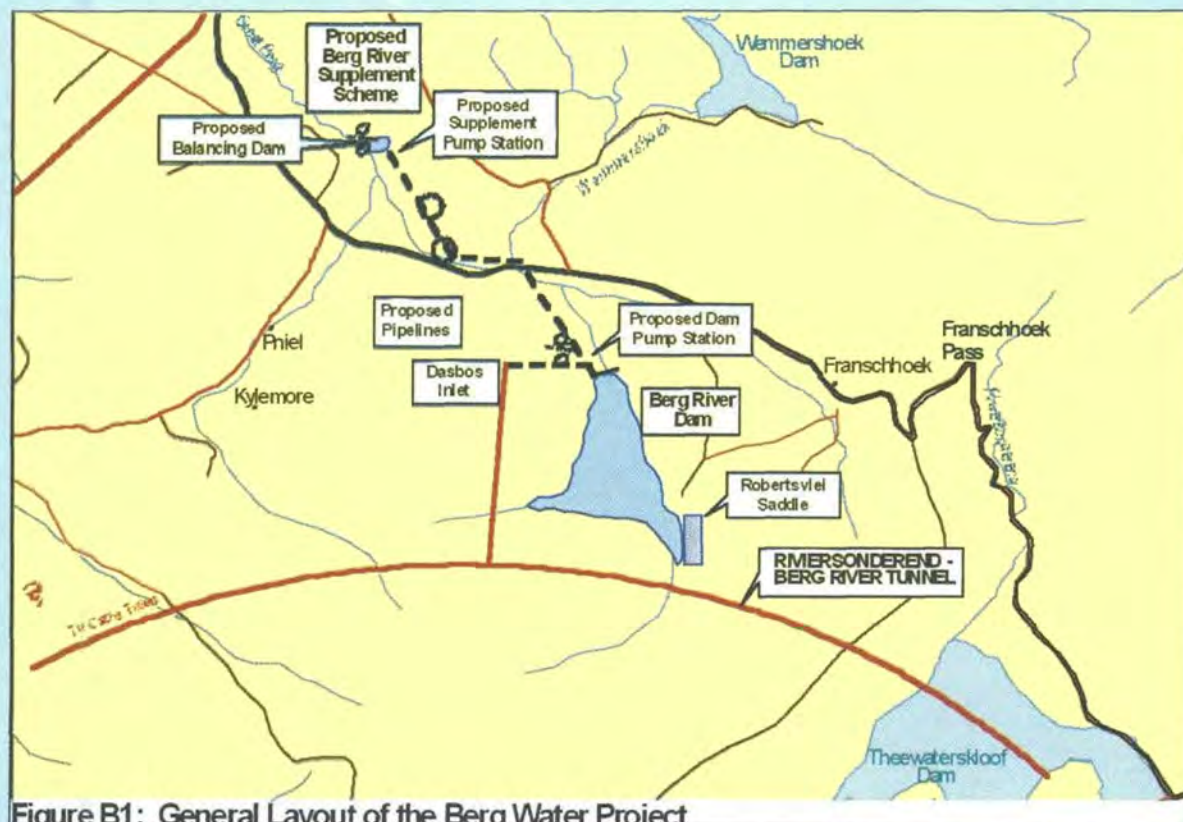 Proposed
Berg River
Supplement
Scheme
Wemmershoek
Dam
Proposed
Supplement
Pump Station
Proposed
Balancing Dam
Proposed
Pipelines
Proposed Dam
Pump Station
Franschhoek
Pass
Franschhoek
Pniel
Kylemore
Dasbos
Inlet
Berg River
Dam
Robertsvlei
Saddle
RIVIERSONDEREND -
BERG RIVER TUNNEL
Theewaterskloof
Dam
Figure B1: General Layout of the Berg Water Project